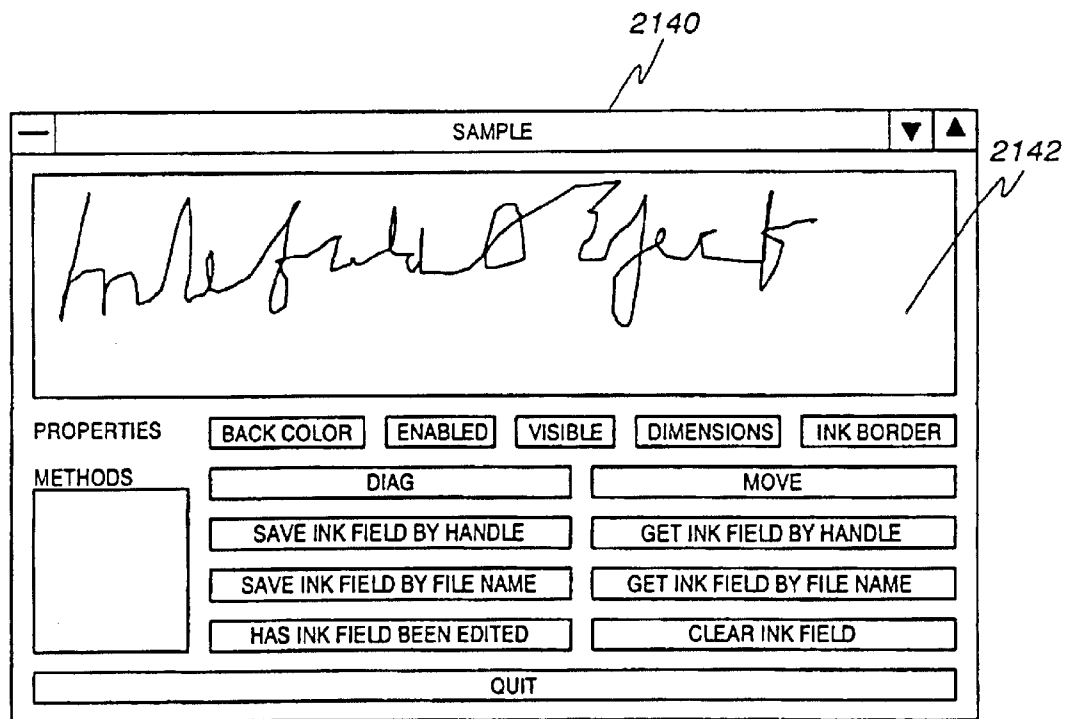 2140
SAMPLE
2142
PROPERTIES BACK COLOR ENABLED VISIBLE DIMENSIONS INK BORDER
METHODS DIAG MOVE
SAVE INK FIELD BY HANDLE GET INK FIELD BY HANDLE
SAVE INK FIELD BY FILE NAME GET INK FIELD BY FILE NAME
HAS INK FIELD BEEN EDITED CLEAR INK FIELD
QUIT